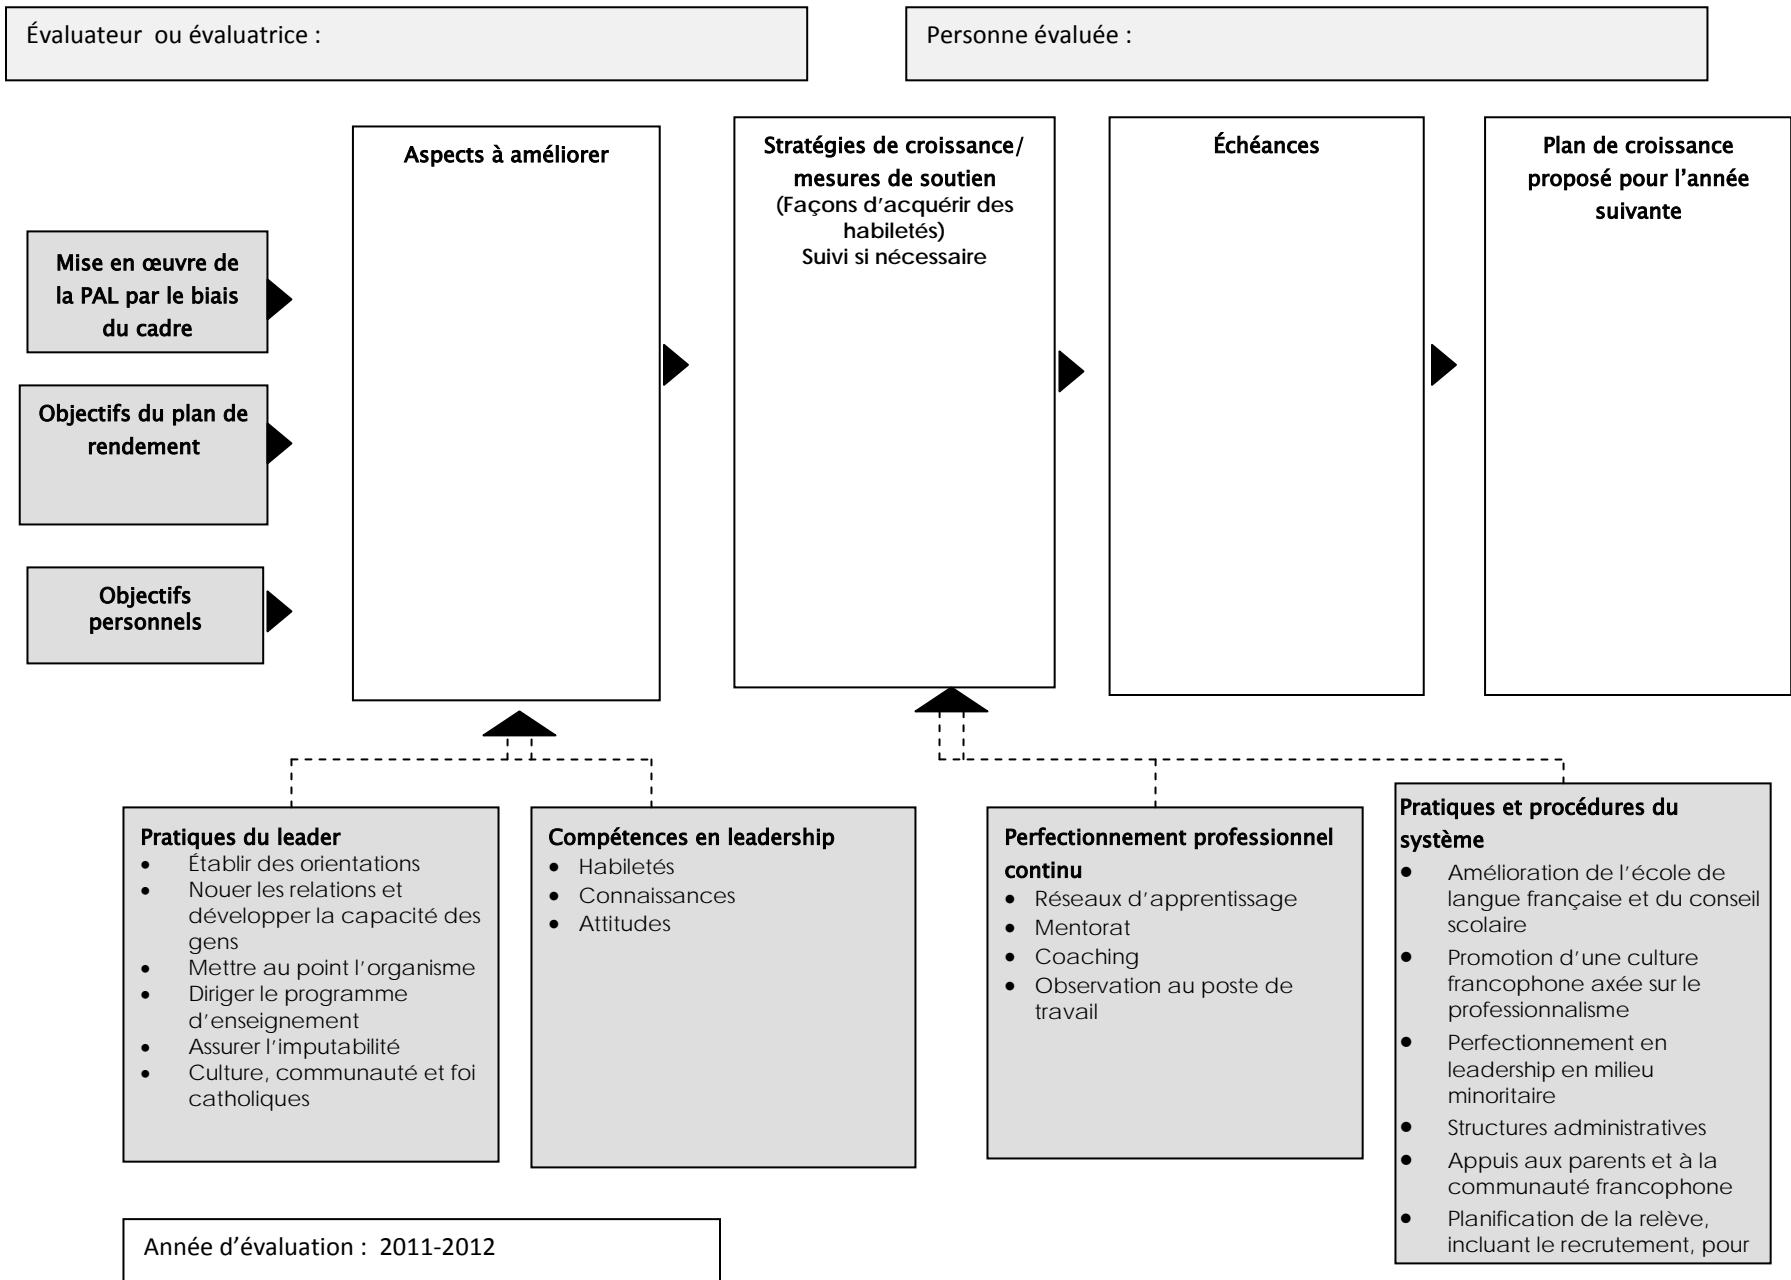 Évaluateur ou évaluatrice :
Personne évaluée :
Aspects à améliorer
Stratégies de croissance/
mesures de soutien
(Façons d'acquérir des
habiletés)
Suivi si nécessaire
Échéances
Plan de croissance
proposé pour l'année
suivante
Mise en œuvre de
la PAL par le biais
du cadre
Objectifs du plan de
rendement
Objectifs
personnels
Pratiques du leader
• Établir des orientations
• Nouer les relations et
développer la capacité des
gens
• Mettre au point l'organisme
• Diriger le programme
d'enseignement
• Assurer l'imputabilité
• Culture, communauté et foi
catholiques
Compétences en leadership
• Habiletés
• Connaissances
• Attitudes
Perfectionnement professionnel
continu
• Réseaux d'apprentissage
• Mentorat
• Coaching
• Observation au poste de
travail
Pratiques et procédures du
système
• Amélioration de l'école de
langue française et du conseil
scolaire
• Promotion d'une culture
francophone axée sur le
professionnalisme
• Perfectionnement en
leadership en milieu
minoritaire
• Structures administratives
• Appuis aux parents et à la
communauté francophone
• Planification de la relève,
incluant le recrutement, pour
Année d'évaluation : 2011-2012